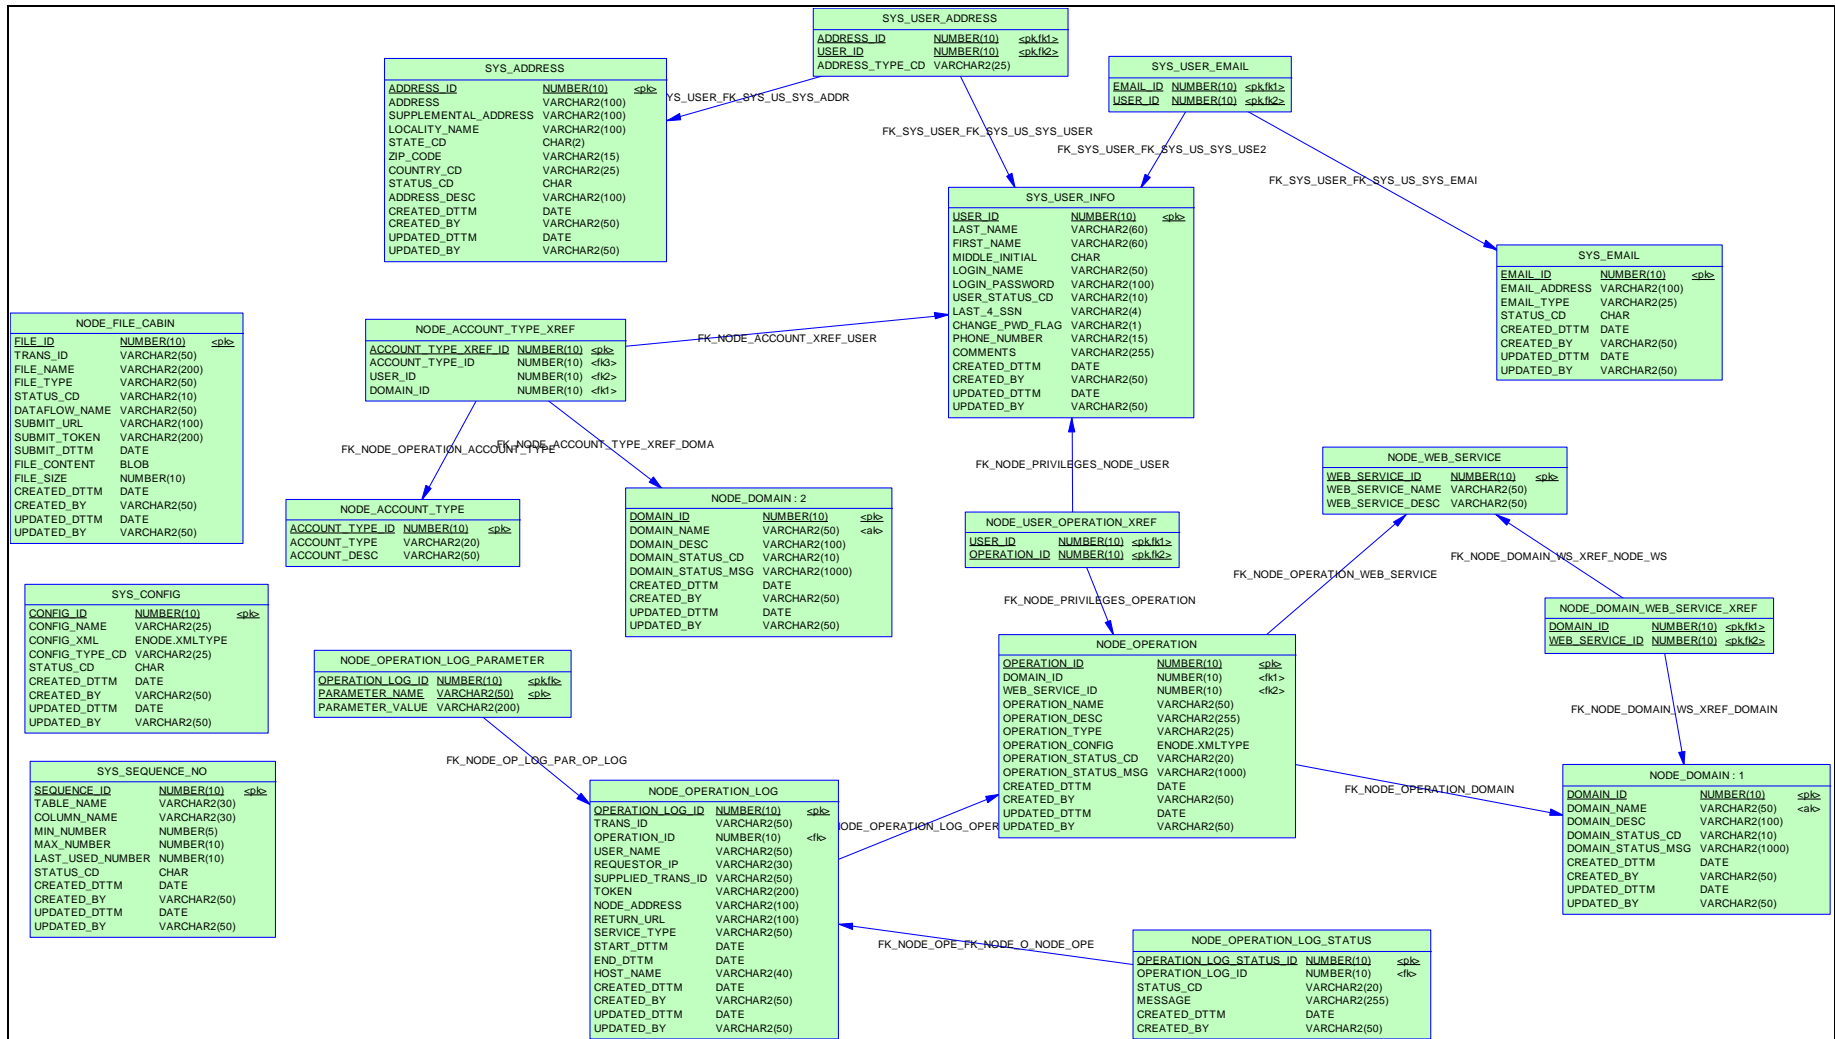 SYS_USER_ADDRESS
ADDRESS_ID NUMBER(10) <pk,fk1>
USER_ID NUMBER(10) <pk,fk2>
ADDRESS_TYPE_CD VARCHAR2(25)
SYS_ADDRESS
ADDRESS_ID NUMBER(10) <pk>
ADDRESS VARCHAR2(100)
SUPPLEMENTAL_ADDRESS VARCHAR2(100)
LOCALITY_NAME VARCHAR2(100)
STATE_CD CHAR(2)
ZIP_CODE VARCHAR2(15)
COUNTRY_CD VARCHAR2(25)
STATUS_CD CHAR
ADDRESS_DESC VARCHAR2(100)
CREATED_DTTM DATE
CREATED_BY VARCHAR2(50)
UPDATED_DTTM DATE
UPDATED_BY VARCHAR2(50)
YS_USER_FK_SYS_US_SYS_ADDR
SYS_USER_EMAIL
EMAIL_ID NUMBER(10) <pk,fk1>
USER_ID NUMBER(10) <pk,fk2>
FK_SYS_USER_FK_SYS_US_SYS_USER
FK_SYS_USER_FK_SYS_US_SYS_USE2
FK_SYS_USER_FK_SYS_US_SYS_EMAI
SYS_USER_INFO
USER_ID NUMBER(10) <pk>
LAST_NAME VARCHAR2(60)
FIRST_NAME VARCHAR2(60)
MIDDLE_INITIAL CHAR
LOGIN_NAME VARCHAR2(50)
LOGIN_PASSWORD VARCHAR2(100)
USER_STATUS_CD VARCHAR2(10)
LAST_4_SSN VARCHAR2(4)
CHANGE_PWD_FLAG VARCHAR2(1)
PHONE_NUMBER VARCHAR2(15)
COMMENTS VARCHAR2(255)
CREATED_DTTM DATE
CREATED_BY VARCHAR2(50)
UPDATED_DTTM DATE
UPDATED_BY VARCHAR2(50)
SYS_EMAIL
EMAIL_ID NUMBER(10) <pk>
EMAIL_ADDRESS VARCHAR2(100)
EMAIL_TYPE VARCHAR2(25)
STATUS_CD CHAR
CREATED_DTTM DATE
CREATED_BY VARCHAR2(50)
UPDATED_DTTM DATE
UPDATED_BY VARCHAR2(50)
NODE_FILE_CABIN
FILE_ID NUMBER(10) <pk>
TRANS_ID VARCHAR2(50)
FILE_NAME VARCHAR2(200)
FILE_TYPE VARCHAR2(50)
STATUS_CD VARCHAR2(10)
DATAFLOW_NAME VARCHAR2(50)
SUBMIT_URL VARCHAR2(100)
SUBMIT_TOKEN VARCHAR2(200)
SUBMIT_DTTM DATE
FILE_CONTENT BLOB
FILE_SIZE NUMBER(10)
CREATED_DTTM DATE
CREATED_BY VARCHAR2(50)
UPDATED_DTTM DATE
UPDATED_BY VARCHAR2(50)
NODE_ACCOUNT_TYPE_XREF
ACCOUNT_TYPE_XREF_ID NUMBER(10) <pk>
ACCOUNT_TYPE_ID NUMBER(10) <fk3>
USER_ID NUMBER(10) <fk2>
DOMAIN_ID NUMBER(10) <fk1>
FK_NODE_ACCOUNT_XREF_USER
FK_NODE_OPERATION_ACCOUNT_TYPE
FK_NODE_ACCOUNT_TYPE_XREF_DOMA
NODE_ACCOUNT_TYPE
ACCOUNT_TYPE_ID NUMBER(10) <pk>
ACCOUNT_TYPE VARCHAR2(20)
ACCOUNT_DESC VARCHAR2(50)
NODE_DOMAIN : 2
DOMAIN_ID NUMBER(10) <pk>
DOMAIN_NAME VARCHAR2(50) <ak>
DOMAIN_DESC VARCHAR2(100)
DOMAIN_STATUS_CD VARCHAR2(10)
DOMAIN_STATUS_MSG VARCHAR2(1000)
CREATED_DTTM DATE
CREATED_BY VARCHAR2(50)
UPDATED_DTTM DATE
UPDATED_BY VARCHAR2(50)
FK_NODE_PRIVILEGES_NODE_USER
NODE_USER_OPERATION_XREF
USER_ID NUMBER(10) <pk,fk1>
OPERATION_ID NUMBER(10) <pk,fk2>
FK_NODE_PRIVILEGES_OPERATION
NODE_WEB_SERVICE
WEB_SERVICE_ID NUMBER(10) <pk>
WEB_SERVICE_NAME VARCHAR2(50)
WEB_SERVICE_DESC VARCHAR2(50)
FK_NODE_DOMAIN_WS_XREF_NODE_WS
FK_NODE_OPERATION_WEB_SERVICE
NODE_DOMAIN_WEB_SERVICE_XREF
DOMAIN_ID NUMBER(10) <pk,fk1>
WEB_SERVICE_ID NUMBER(10) <pk,fk2>
FK_NODE_DOMAIN_WS_XREF_DOMAIN
SYS_CONFIG
CONFIG_ID NUMBER(10) <pk>
CONFIG_NAME VARCHAR2(25)
CONFIG_XML ENODE.XMLTYPE
CONFIG_TYPE_CD VARCHAR2(25)
STATUS_CD CHAR
CREATED_DTTM DATE
CREATED_BY VARCHAR2(50)
UPDATED_DTTM DATE
UPDATED_BY VARCHAR2(50)
NODE_OPERATION_LOG_PARAMETER
OPERATION_LOG_ID NUMBER(10) <pk,fk>
PARAMETER_NAME VARCHAR2(50) <pk>
PARAMETER_VALUE VARCHAR2(200)
FK_NODE_OP_LOG_PAR_OP_LOG
NODE_OPERATION
OPERATION_ID NUMBER(10) <pk>
DOMAIN_ID NUMBER(10) <fk1>
WEB_SERVICE_ID NUMBER(10) <fk2>
OPERATION_NAME VARCHAR2(50)
OPERATION_DESC VARCHAR2(255)
OPERATION_TYPE VARCHAR2(25)
OPERATION_CONFIG ENODE.XMLTYPE
OPERATION_STATUS_CD VARCHAR2(20)
OPERATION_STATUS_MSG VARCHAR2(1000)
CREATED_DTTM DATE
CREATED_BY VARCHAR2(50)
UPDATED_DTTM DATE
UPDATED_BY VARCHAR2(50)
FK_NODE_OPERATION_DOMAIN
NODE_DOMAIN : 1
DOMAIN_ID NUMBER(10) <pk>
DOMAIN_NAME VARCHAR2(50) <ak>
DOMAIN_DESC VARCHAR2(100)
DOMAIN_STATUS_CD VARCHAR2(10)
DOMAIN_STATUS_MSG VARCHAR2(1000)
CREATED_DTTM DATE
CREATED_BY VARCHAR2(50)
UPDATED_DTTM DATE
UPDATED_BY VARCHAR2(50)
SYS_SEQUENCE_NO
SEQUENCE_ID NUMBER(10) <pk>
TABLE_NAME VARCHAR2(30)
COLUMN_NAME VARCHAR2(30)
MIN_NUMBER NUMBER(5)
MAX_NUMBER NUMBER(10)
LAST_USED_NUMBER NUMBER(10)
STATUS_CD CHAR
CREATED_DTTM DATE
CREATED_BY VARCHAR2(50)
UPDATED_DTTM DATE
UPDATED_BY VARCHAR2(50)
NODE_OPERATION_LOG
OPERATION_LOG_ID NUMBER(10) <pk>
TRANS_ID VARCHAR2(50)
OPERATION_ID NUMBER(10) <fk>
USER_NAME VARCHAR2(50)
REQUESTOR_IP VARCHAR2(30)
SUPPLIED_TRANS_ID VARCHAR2(50)
TOKEN VARCHAR2(200)
NODE_ADDRESS VARCHAR2(100)
RETURN_URL VARCHAR2(100)
SERVICE_TYPE VARCHAR2(50)
START_DTTM DATE
END_DTTM DATE
HOST_NAME VARCHAR2(40)
CREATED_DTTM DATE
CREATED_BY VARCHAR2(50)
UPDATED_DTTM DATE
UPDATED_BY VARCHAR2(50)
NODE_OPERATION_LOG_OPER
FK_NODE_OPE_FK_NODE_O_NODE_OPE
NODE_OPERATION_LOG_STATUS
OPERATION_LOG_STATUS_ID NUMBER(10) <pk>
OPERATION_LOG_ID NUMBER(10) <fk>
STATUS_CD VARCHAR2(20)
MESSAGE VARCHAR2(255)
CREATED_DTTM DATE
CREATED_BY VARCHAR2(50)